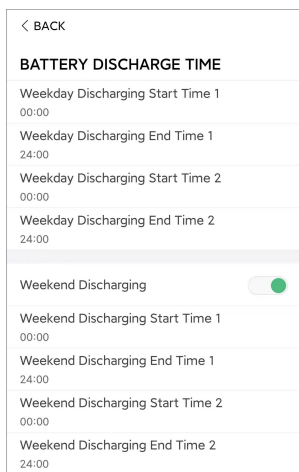 < BACK
BATTERY DISCHARGE TIME
Weekday Discharging Start Time 1
00:00
Weekday Discharging End Time 1
24:00
Weekday Discharging Start Time 2
00:00
Weekday Discharging End Time 2
24:00
Weekend Discharging
Weekend Discharging Start Time 1
00:00
Weekend Discharging End Time 1
24:00
Weekend Discharging Start Time 2
00:00
Weekend Discharging End Time 2
24:00